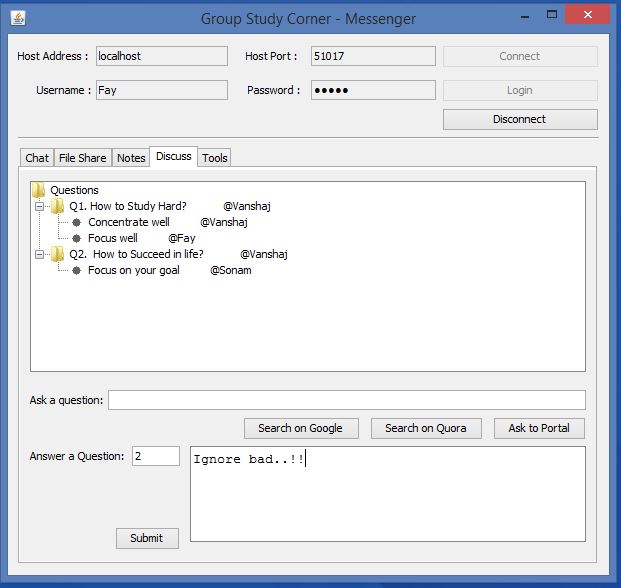 Group Study Corner - Messenger
Host Address : localhost Host Port : 51017 Connect
Username : Fay Password : ●●●●● Login
Disconnect
Chat File Share Notes Discuss Tools
Questions
Q1. How to Study Hard? @Vanshaj
Concentrate well @Vanshaj
Focus well @Fay
Q2. How to Succeed in life? @Vanshaj
Focus on your goal @Sonam
Ask a question:
Search on Google Search on Quora Ask to Portal
Answer a Question: 2 Ignore bad..!!
Submit